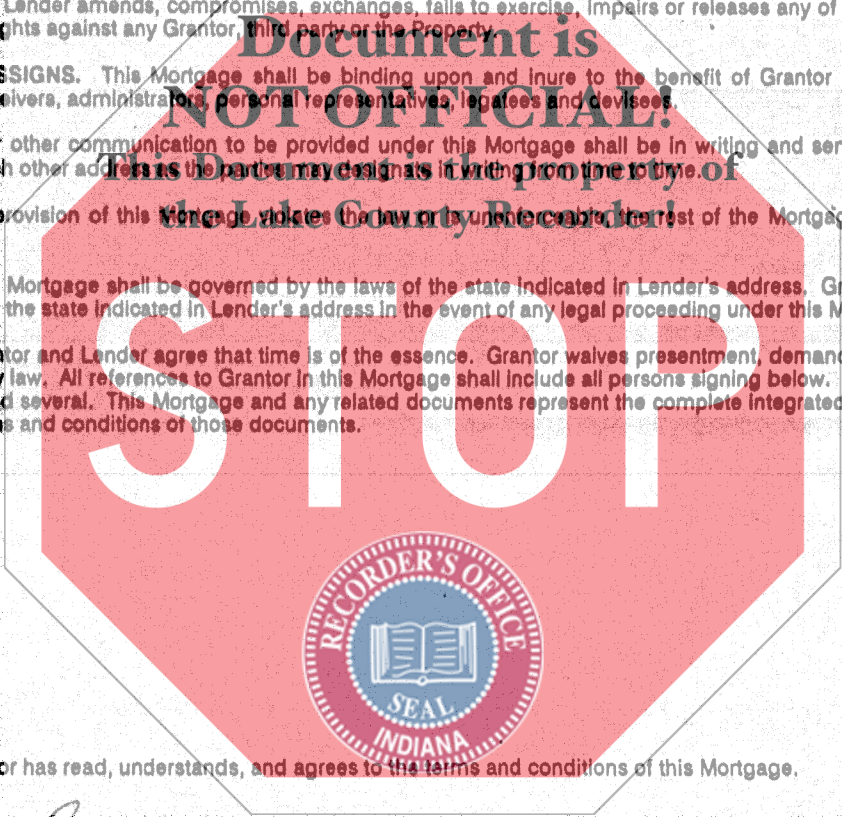 Lender amends, compromises, exchanges, fails to exercise, impairs or releases any of
ghts against any Grantor, third party or the Property.
Document is
SSIGNS. This Mortgage shall be binding upon and inure to the benefit of Grantor
eivers, administrators, personal representatives, legatees and devisees.
NOT OFFICIAL!
other communication to be provided under this Mortgage shall be in writing and sen
h other address as the parties may designate in writing from time to time.
This Document is the property of
rovision of this Mortgage violates the law or is unenforceable, the rest of the Mortgag
the Lake County Recorder!
Mortgage shall be governed by the laws of the state indicated in Lender's address. Gr
the state indicated in Lender's address in the event of any legal proceeding under this M
tor and Lender agree that time is of the essence. Grantor waives presentment, demand
law. All references to Grantor in this Mortgage shall include all persons signing below.
d several. This Mortgage and any related documents represent the complete integrated
s and conditions of those documents.
STOP
RECORDER'S OFFICE
SEAL
INDIANA
or has read, understands, and agrees to the terms and conditions of this Mortgage.